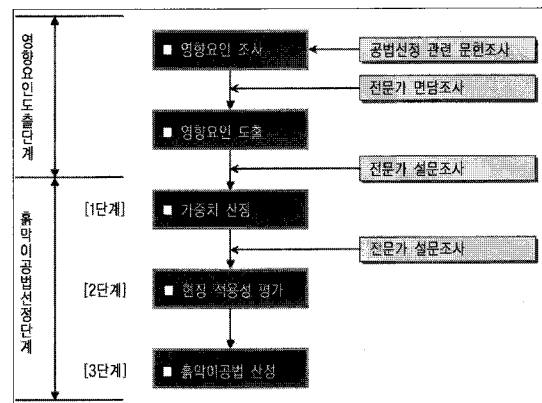 영향요인도출단계
■ 영향요인 조사
공법선정 관련 문헌조사
전문가 면담조사
■ 영향요인 도출
전문가 설문조사
흙막이공법선정단계
[1단계]
■ 가중치 산정
전문가 설문조사
[2단계]
■ 현장 적용성 평가
[3단계]
■ 흙막이공법 산정